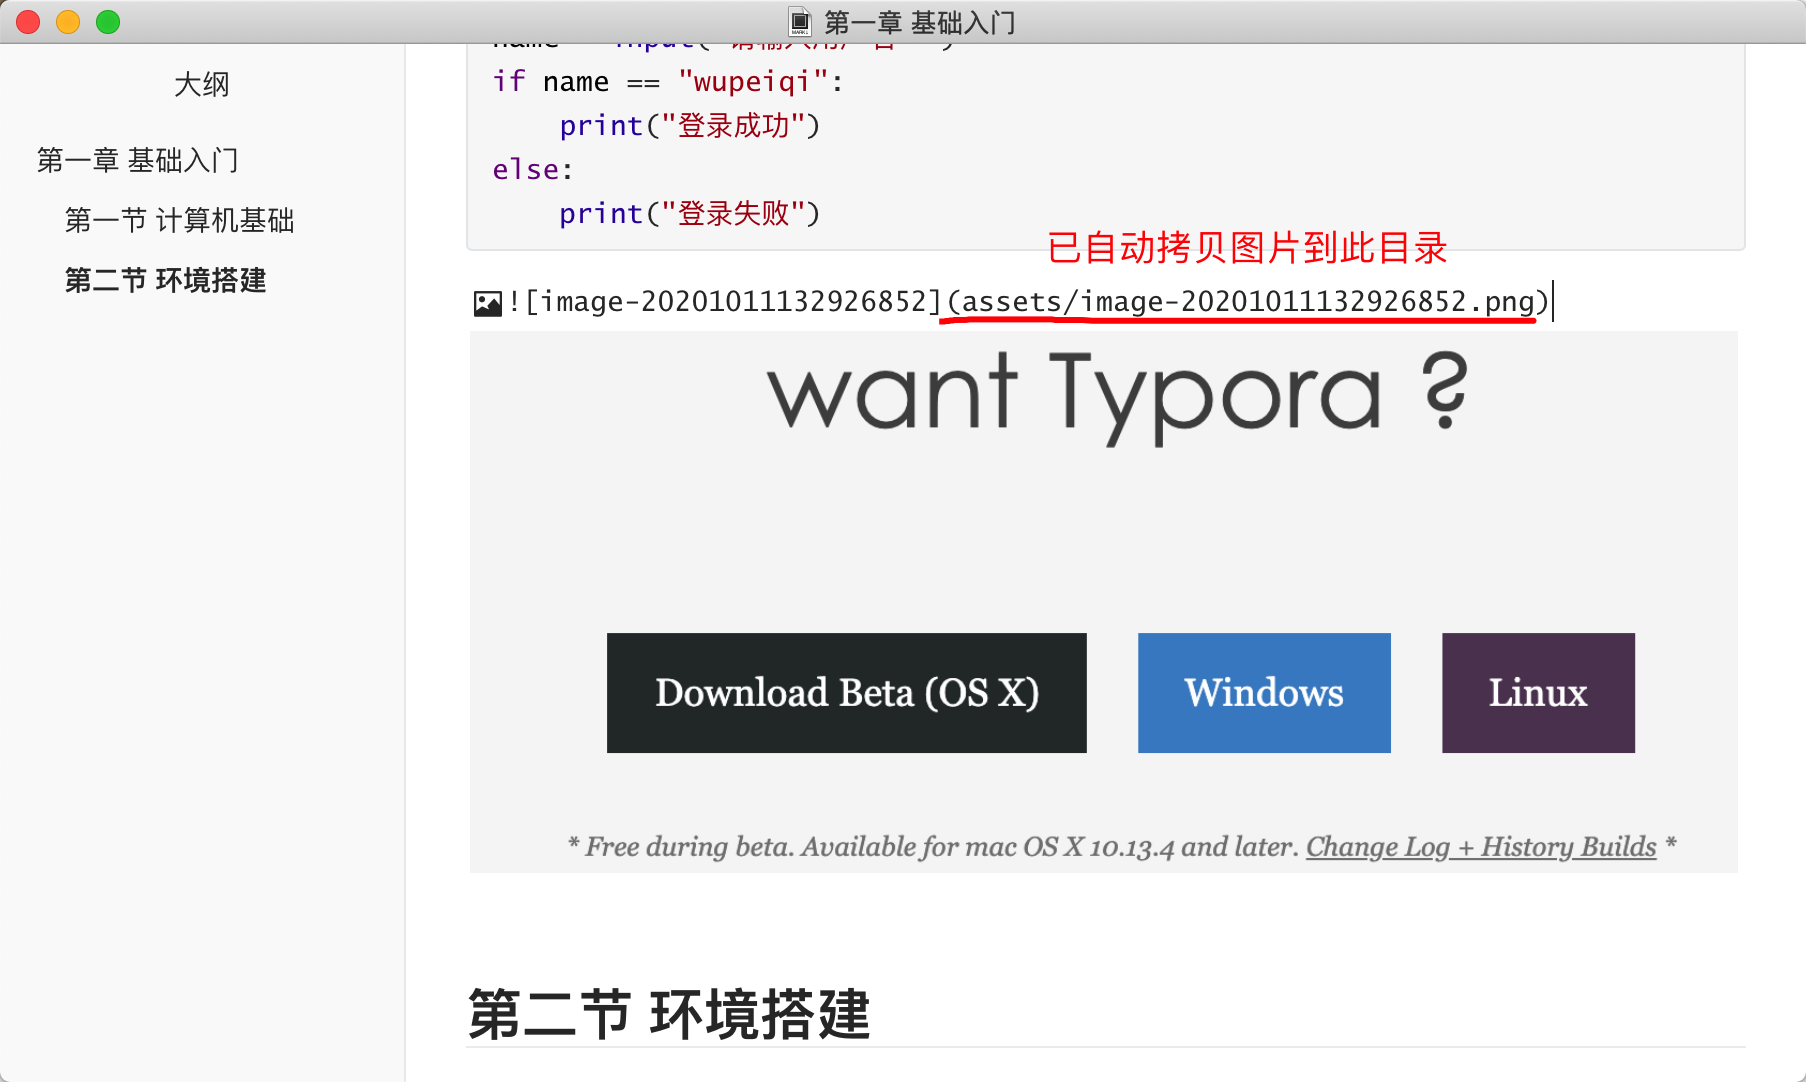 第一章 基础入门
大纲
第一章 基础入门
第一节 计算机基础
第二节 环境搭建
if name == "wupeiqi":
print("登录成功")
else:
print("登录失败")
已自动拷贝图片到此目录
![image-20201011132926852](assets/image-20201011132926852.png)
want Typora ?
Download Beta (OS X)
Windows
Linux
* Free during beta. Available for mac OS X 10.13.4 and later. Change Log + History Builds *
第二节 环境搭建